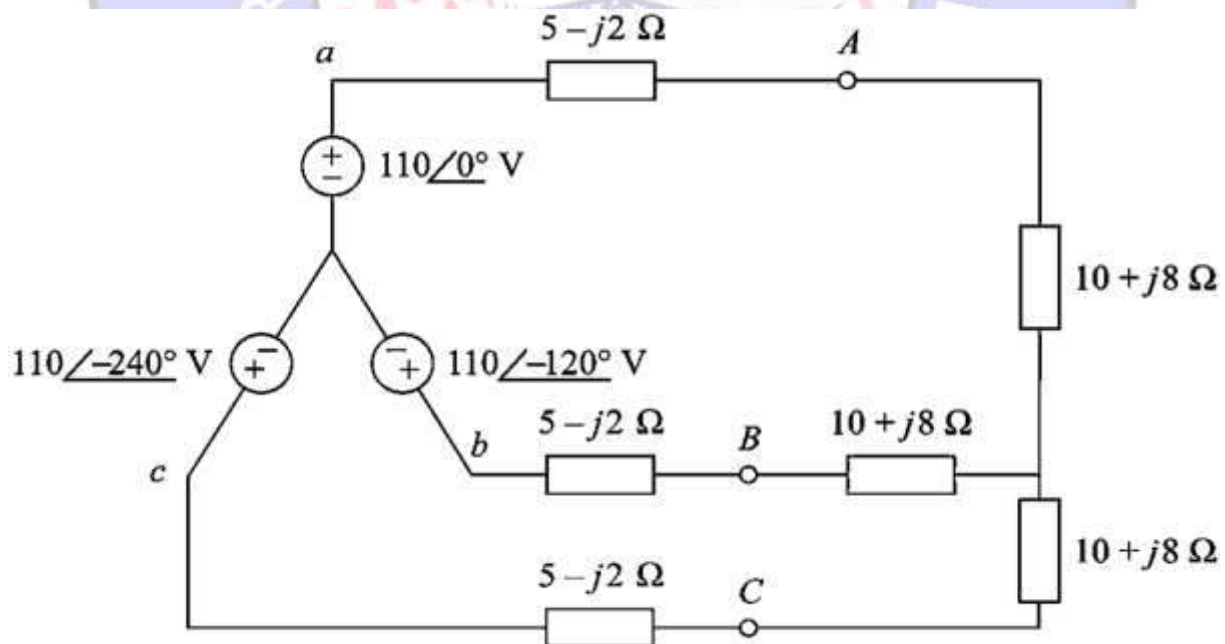 5 – j2 Ω
a
A
+
–
110∠0° V
10 + j8 Ω
110∠–240° V
–
+
–
+
110∠–120° V
5 – j2 Ω
B
10 + j8 Ω
b
c
10 + j8 Ω
5 – j2 Ω
C